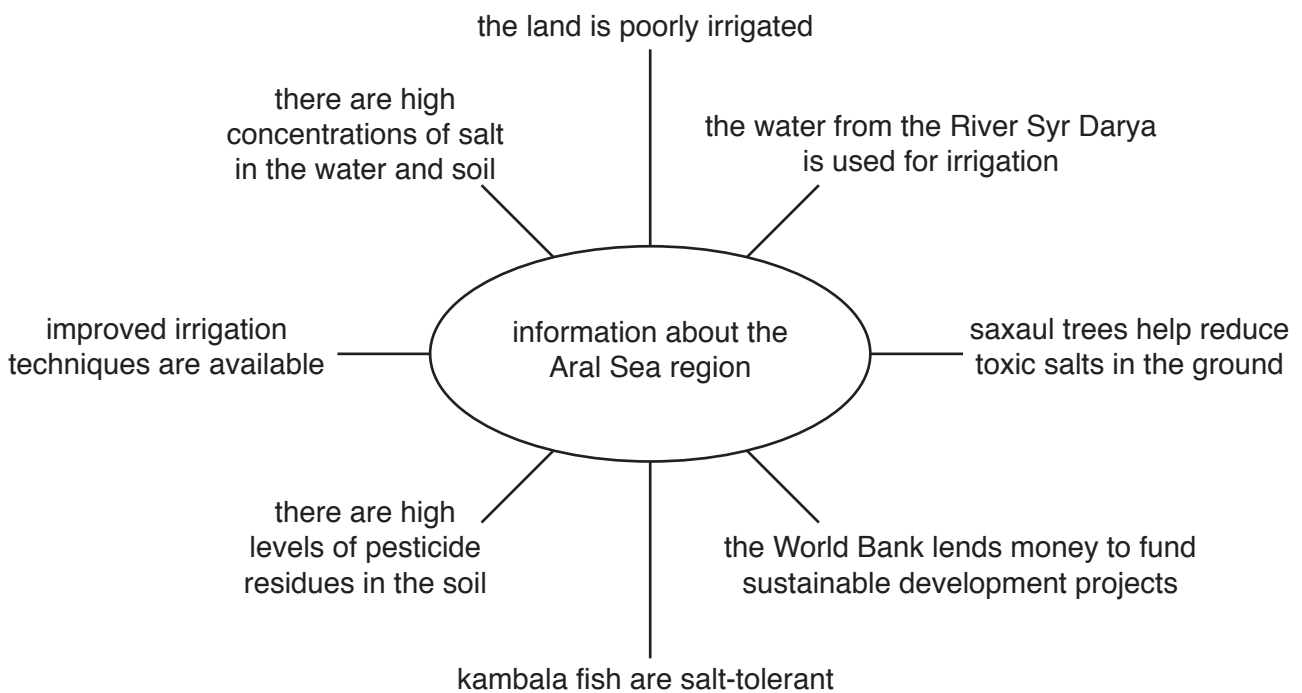 the land is poorly irrigated
there are high
concentrations of salt
in the water and soil
the water from the River Syr Darya
is used for irrigation
improved irrigation
techniques are available
information about the
Aral Sea region
saxaul trees help reduce
toxic salts in the ground
there are high
levels of pesticide
residues in the soil
the World Bank lends money to fund
sustainable development projects
kambala fish are salt-tolerant